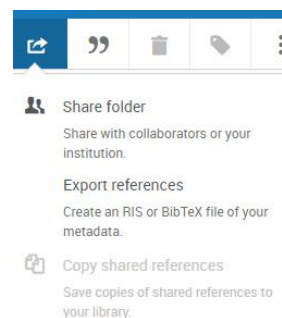 Share folder
Share with collaborators or your
institution.
Export references
Create an RIS or BibTeX file of your
metadata.
Copy shared references
Save copies of shared references to
your library.